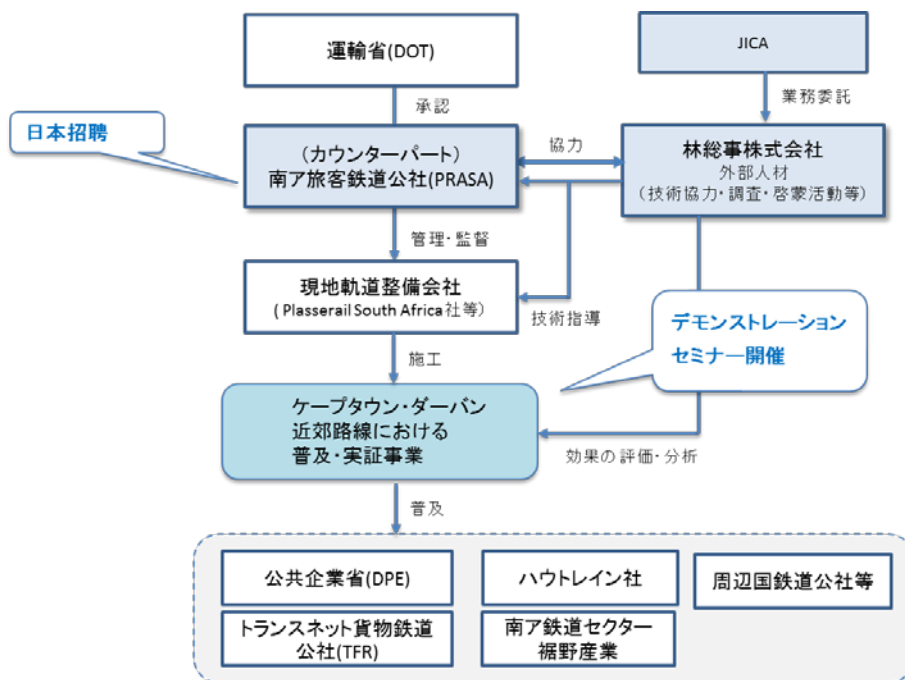 運輸省(DOT)
JICA
承認
業務委託
日本招聘
(カウンターパート)
南ア旅客鉄道公社(PRASA)
協力
林総事株式会社
外部人材
(技術協力・調査・啓蒙活動等)
管理・監督
現地軌道整備会社
( Plasserail South Africa社等)
技術指導
デモンストレーション
セミナー開催
施工
ケープタウン・ダーバン
近郊路線における
普及・実証事業
効果の評価・分析
普及
公共企業省(DPE)
ハウトレイン社
周辺国鉄道公社等
トランスネット貨物鉄道
公社(TFR)
南ア鉄道セクター
裾野産業